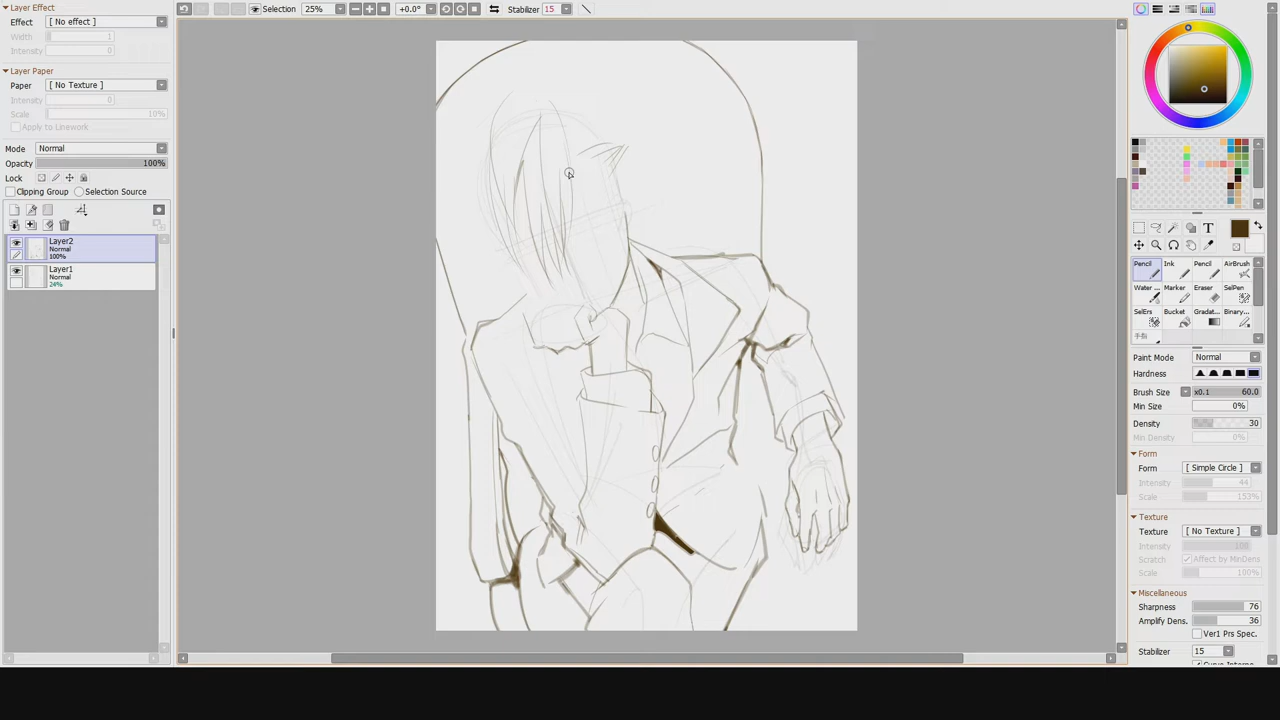 Layer Effect
Effect [ No effect ]
Width 1
Intensity 0
Layer Paper
Paper [ No Texture ]
Intensity 0
Scale 10%
Apply to Linework
Mode Normal
Opacity 100%
Lock
Clipping Group Selection Source
Layer2
Normal
100%
Layer1
Normal
24%
Selection 25% +0.0° Stabilizer 15
Pencil Ink Pencil AirBrush
Water ... Marker Eraser SelPen
SelErs Bucket Gradat... Binary...
手指
Paint Mode Normal
Hardness
Brush Size x0.1 60.0
Min Size 0%
Density 30
Min Density 0%
Form
Form [ Simple Circle ]
Intensity 44
Scale 153%
Texture
Texture [ No Texture ]
Intensity 100
Scratch Affect by MinDens
Scale 100%
Miscellaneous
Sharpness 76
Amplify Dens. 36
Ver1 Prs Spec.
Stabilizer 15